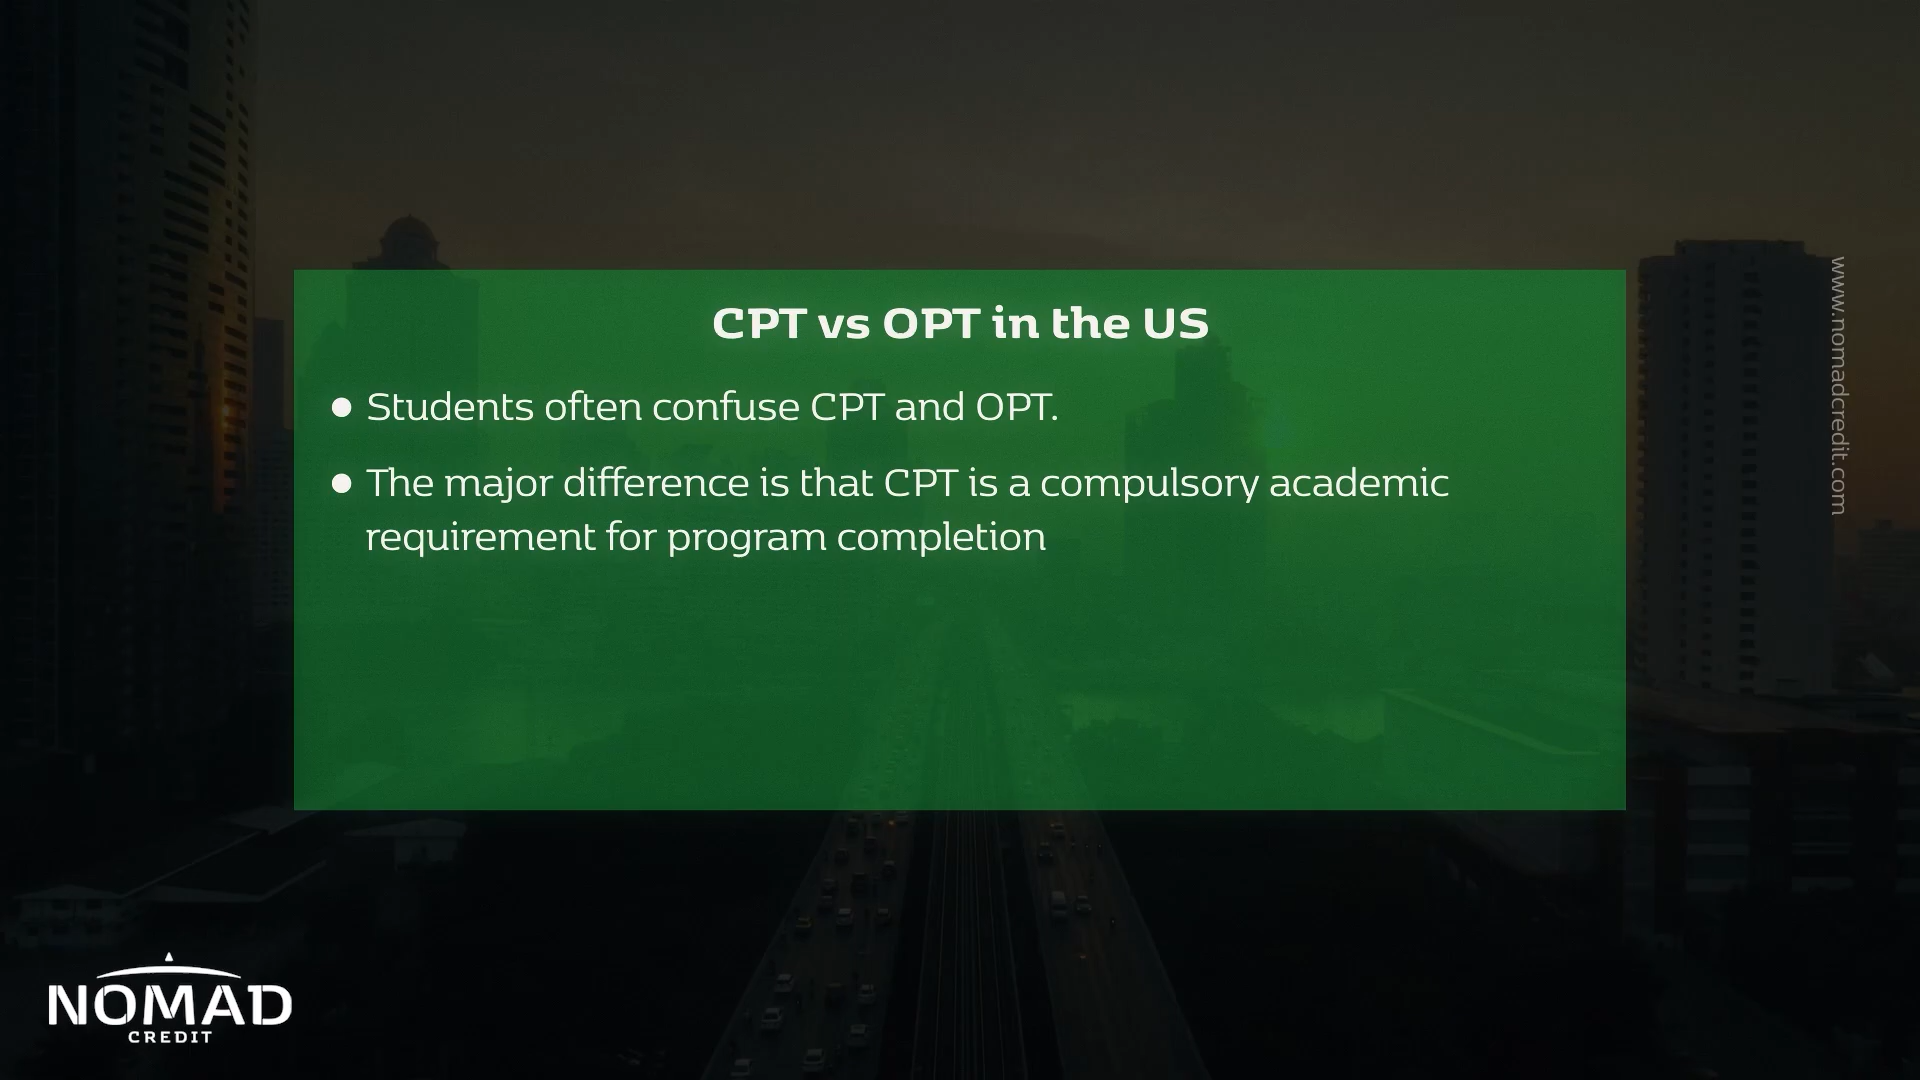 CPT vs OPT in the US
● Students often confuse CPT and OPT.
● The major difference is that CPT is a compulsory academic
requirement for program completion
www.nomadcredit.com
NOMAD
CREDIT